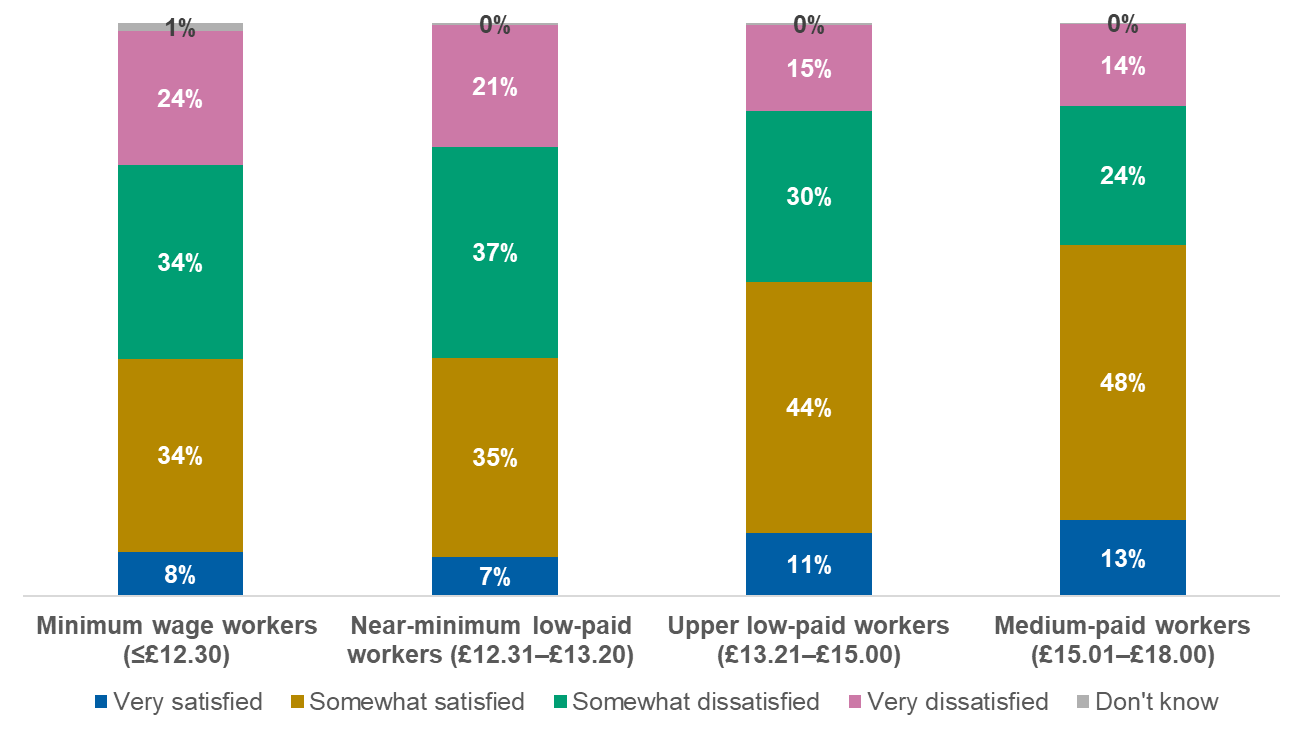 1% 0% 0% 0%
24% 21% 15% 14%
34% 37% 30% 24%
34% 35% 44% 48%
8% 7% 11% 13%
Minimum wage workers Near-minimum low-paid Upper low-paid workers Medium-paid workers
(≤£12.30) workers (£12.31–£13.20) (£13.21–£15.00) (£15.01–£18.00)
Very satisfied Somewhat satisfied Somewhat dissatisfied Very dissatisfied Don't know